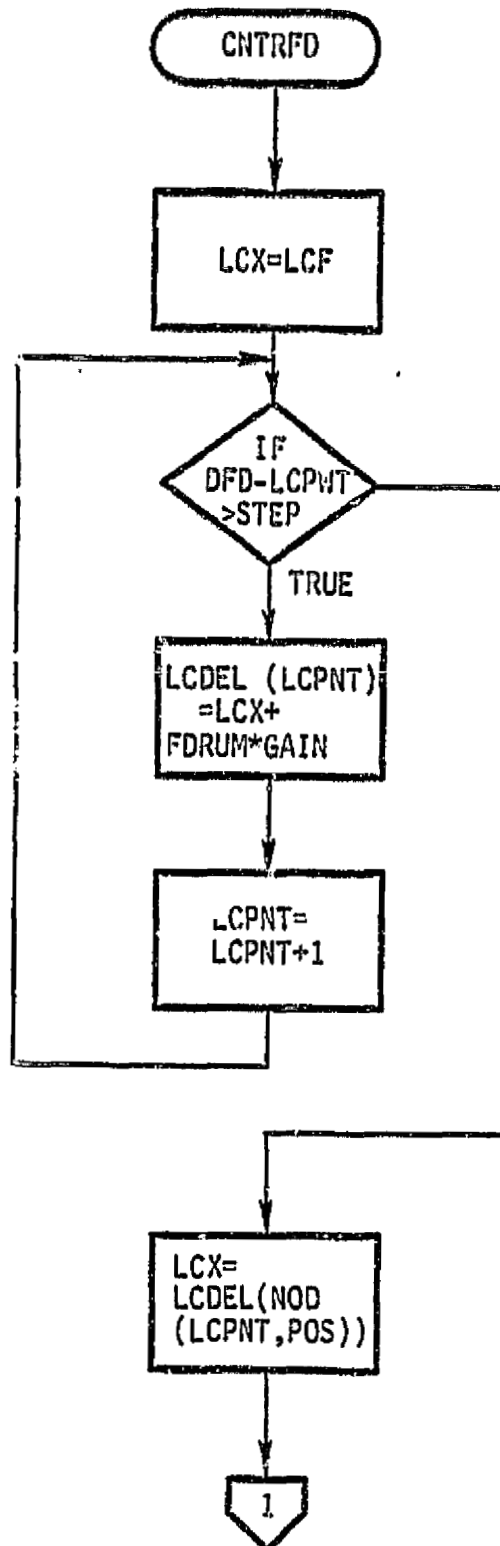 CNTRFD
LCX=LCF
IF
DFD-LCPWT
>STEP
TRUE
LCDEL (LCPNT)
=LCX+
FDRUM*GAIN
LCPNT=
LCPNT+1
LCX=
LCDEL(NOD
(LCPNT,POS))
1